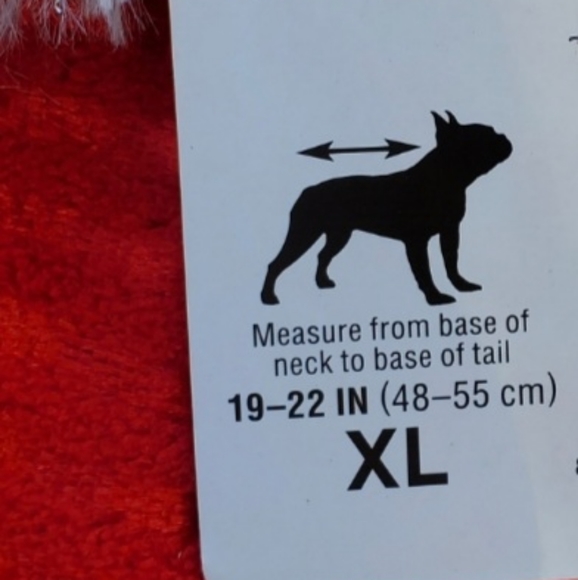 Measure from base of
neck to base of tail
19–22 IN (48–55 cm)
XL